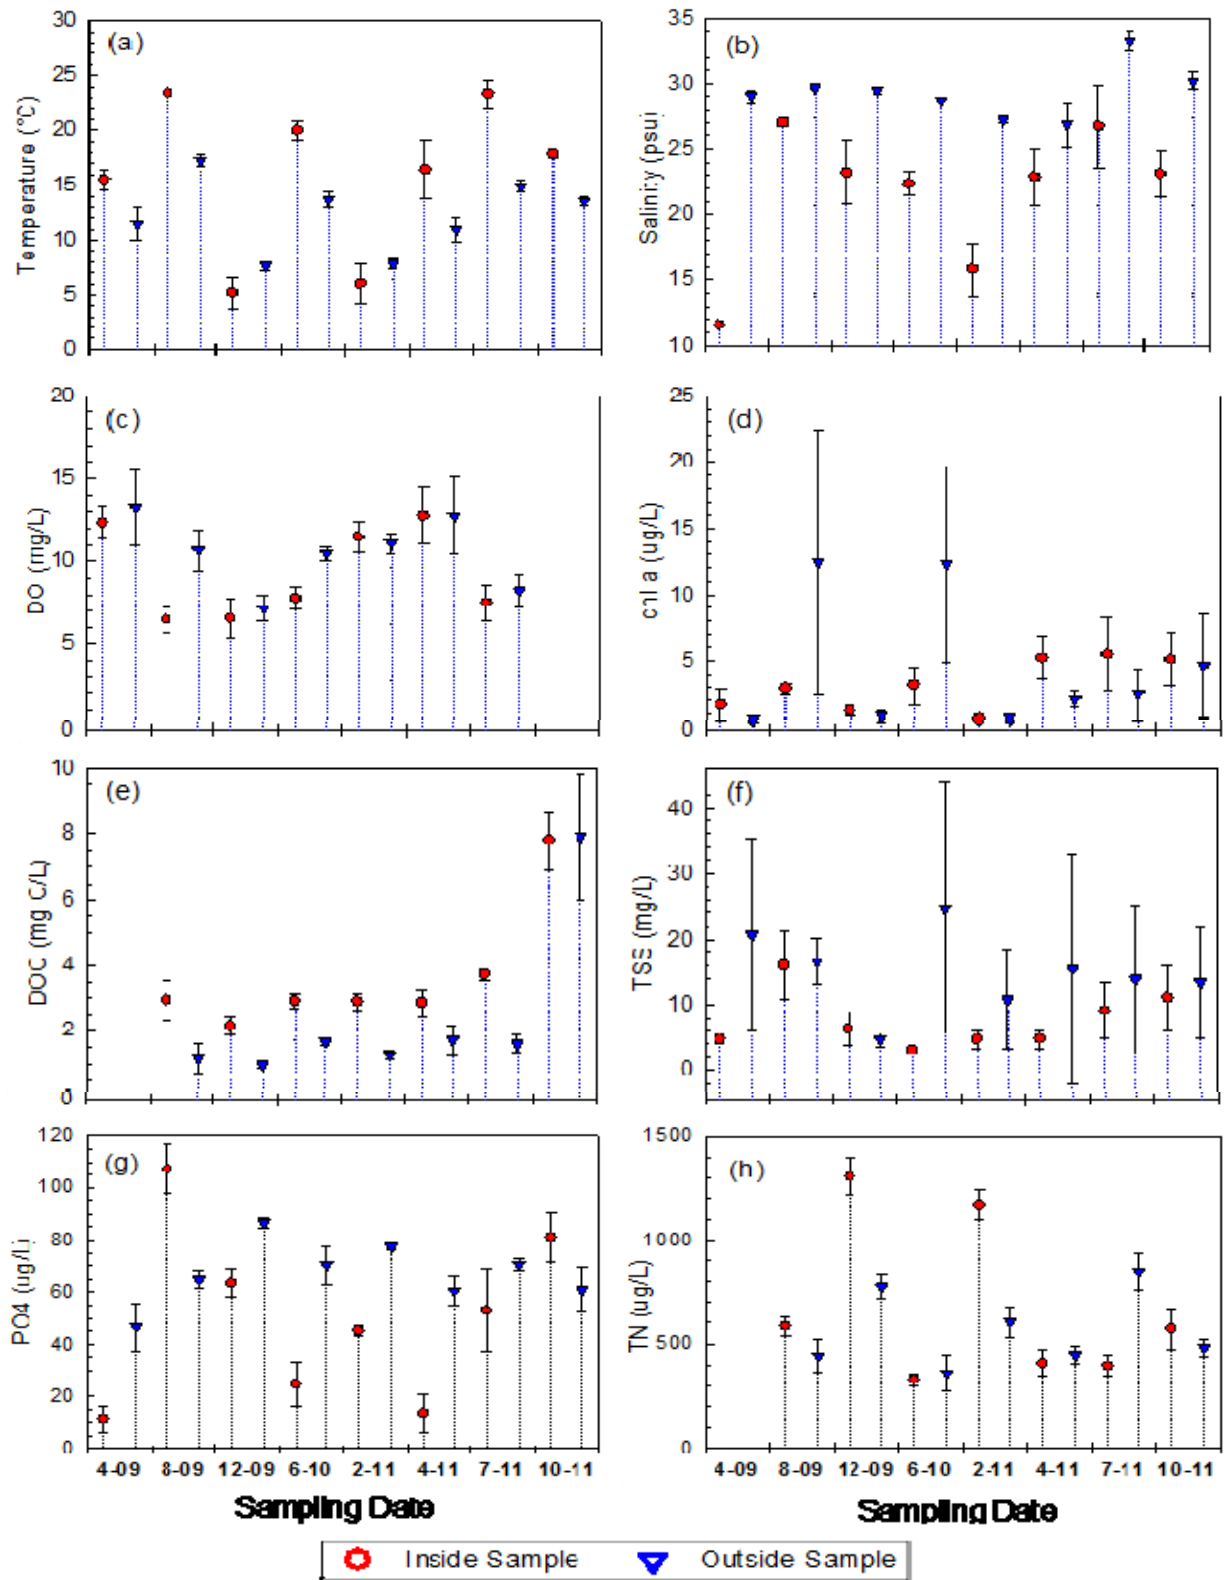 (a)
Temperature (°C)
30
25
20
15
10
5
0
(b)
Salinity (psui
35
30
25
20
15
10
(c)
DO (mg/L)
20
15
10
5
0
(d)
chl a (ug/L)
25
20
15
10
5
0
(e)
DOC (mg C/L)
10
8
6
4
2
0
(f)
TSS (mg/L)
40
30
20
10
0
(g)
PO4 (ug/Li
120
100
80
60
40
20
0
4-09 8-09 12-09 6-10 2-11 4-11 7-11 10-11
Sampling Date
(h)
TN (ug/L)
1500
1000
500
0
4-09 8-09 12-09 6-10 2-11 4-11 7-11 10-11
Sampling Date
Inside Sample Outside Sample